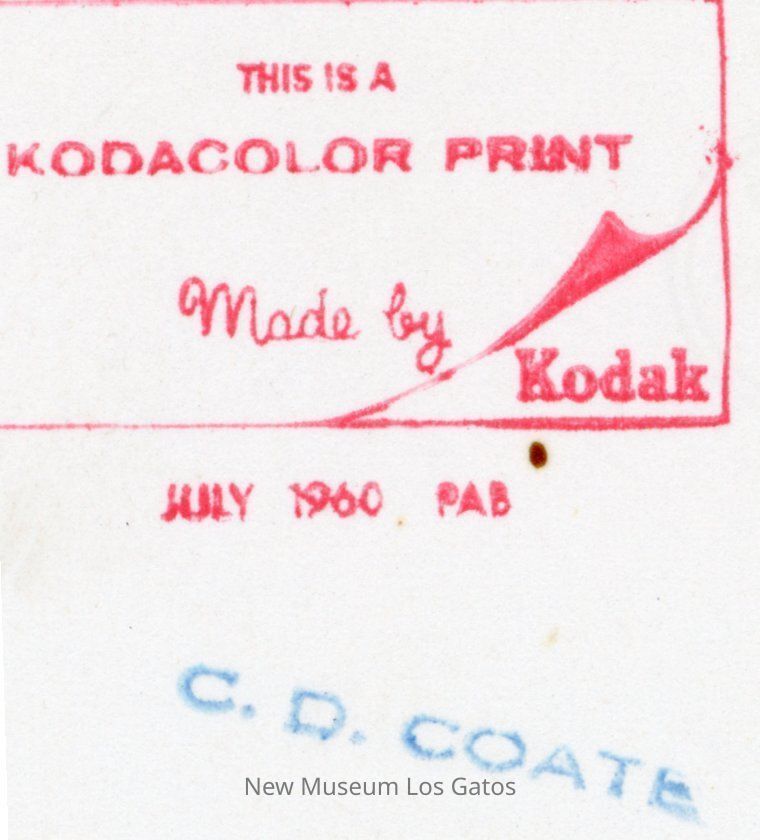 THIS IS A
KODACOLOR PRINT
Made by
Kodak
JULY 1960 PAB
C. D. COATE
New Museum Los Gatos